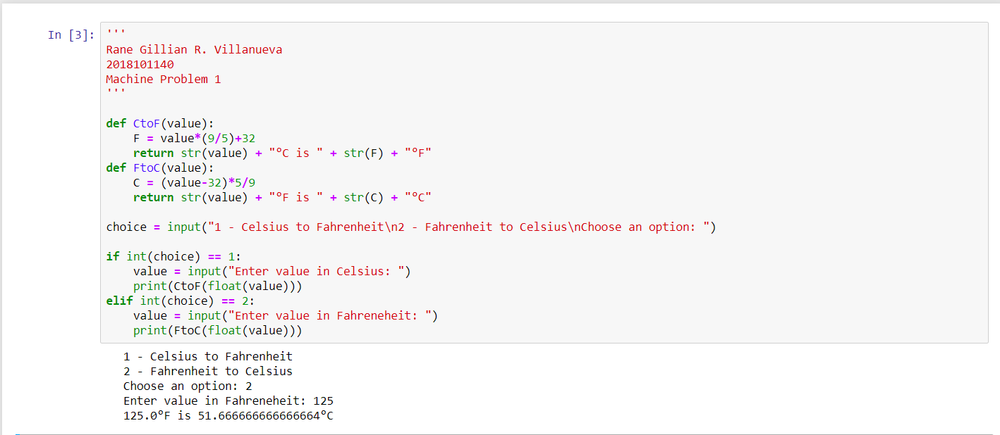 In [3]:
'''
Rane Gillian R. Villanueva
2018101140
Machine Problem 1
'''
def CtoF(value):
    F = value*(9/5)+32
    return str(value) + "°C is " + str(F) + "°F"
def FtoC(value):
    C = (value-32)*5/9
    return str(value) + "°F is " + str(C) + "°C"
choice = input("1 - Celsius to Fahrenheit\n2 - Fahrenheit to Celsius\nChoose an option: ")
if int(choice) == 1:
    value = input("Enter value in Celsius: ")
    print(CtoF(float(value)))
elif int(choice) == 2:
    value = input("Enter value in Fahreneheit: ")
    print(FtoC(float(value)))
1 - Celsius to Fahrenheit
2 - Fahrenheit to Celsius
Choose an option: 2
Enter value in Fahreneheit: 125
125.0°F is 51.666666666666664°C